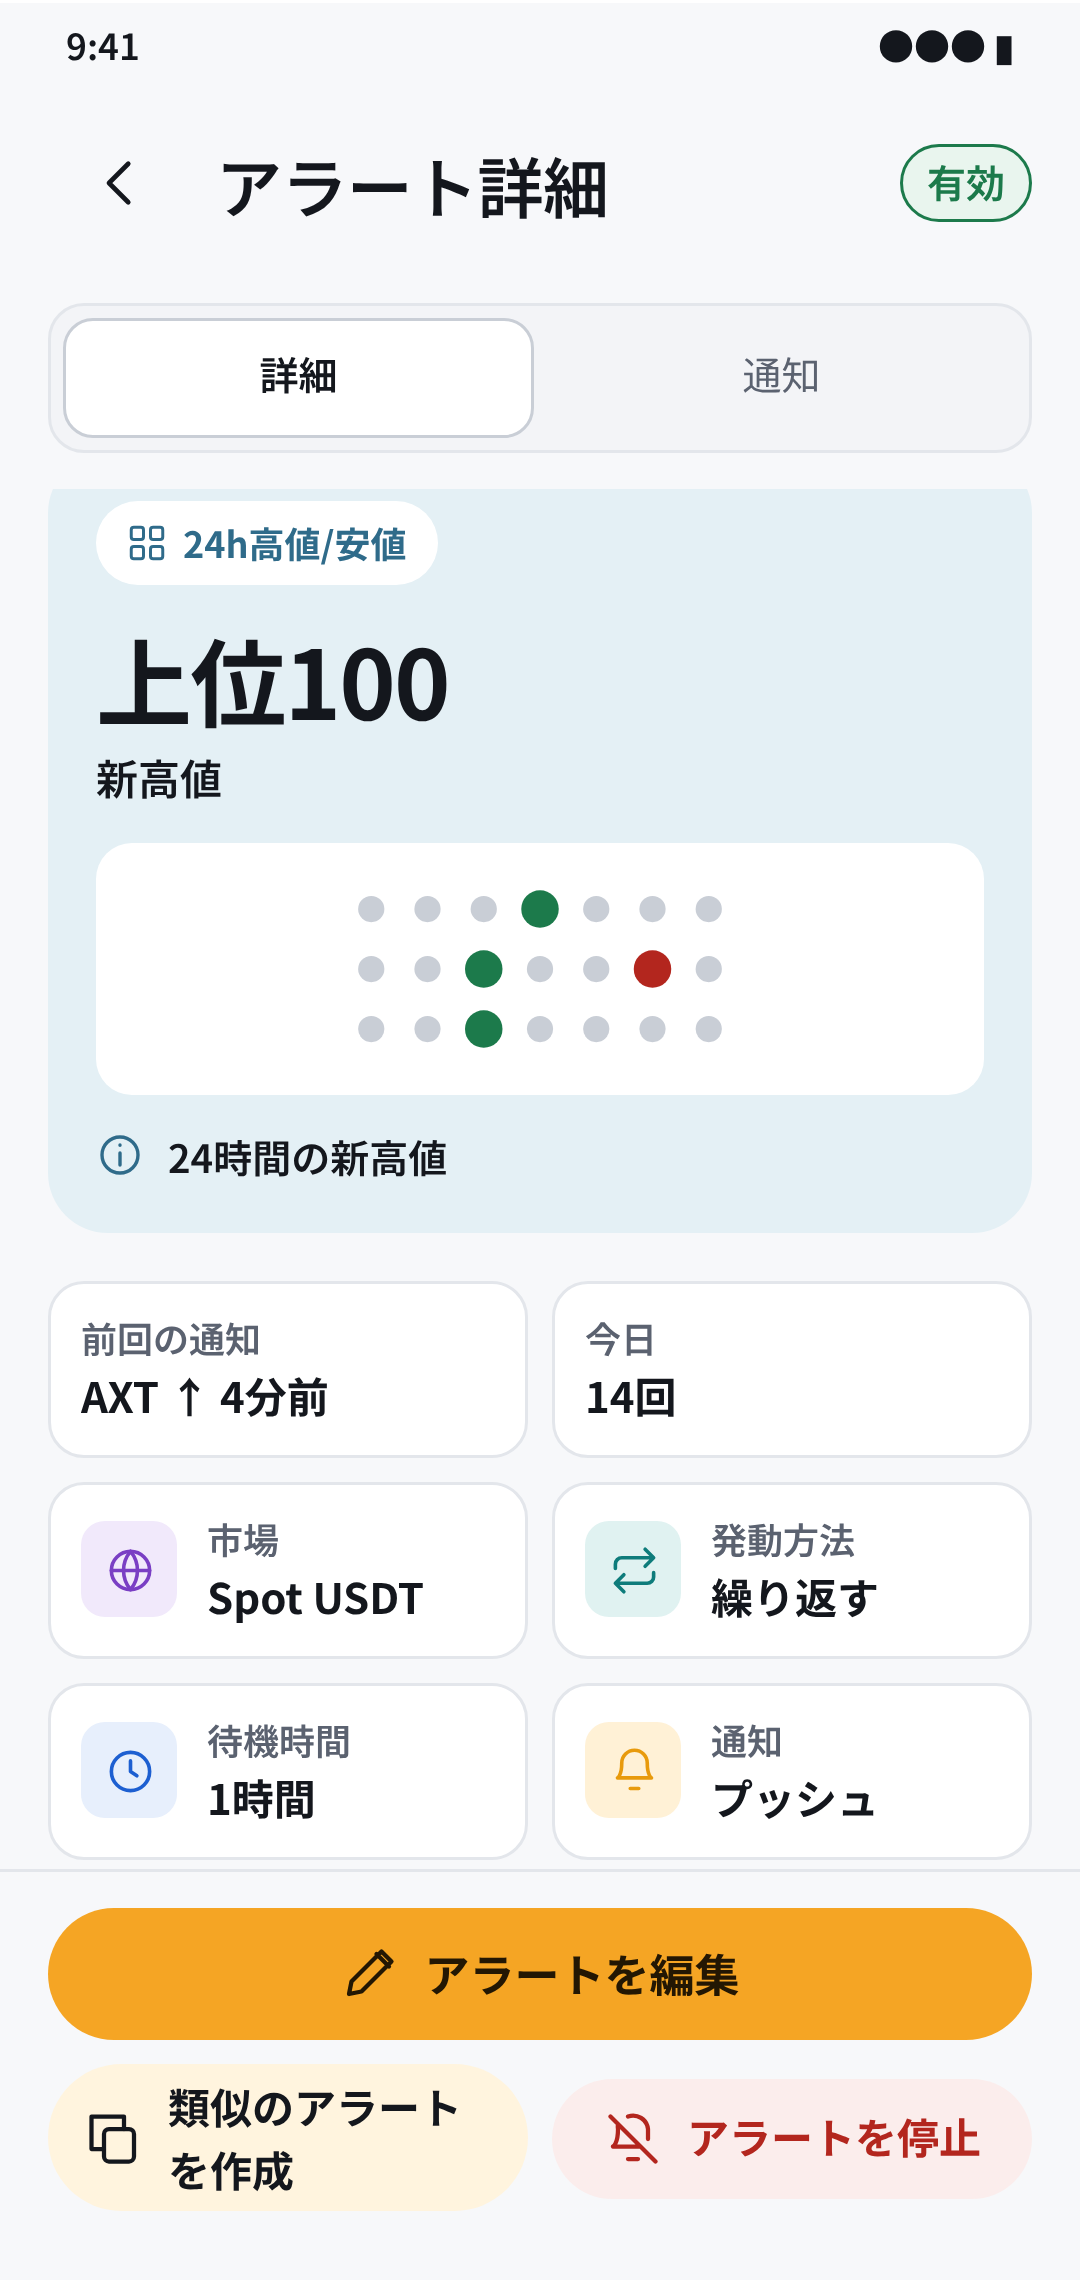 9:41
アラート詳細
有効
詳細
通知
24h高値/安値
上位100
新高値
24時間の新高値
前回の通知
AXT ↑ 4分前
今日
14回
市場
Spot USDT
発動方法
繰り返す
待機時間
1時間
通知
プッシュ
アラートを編集
類似のアラート
を作成
アラートを停止